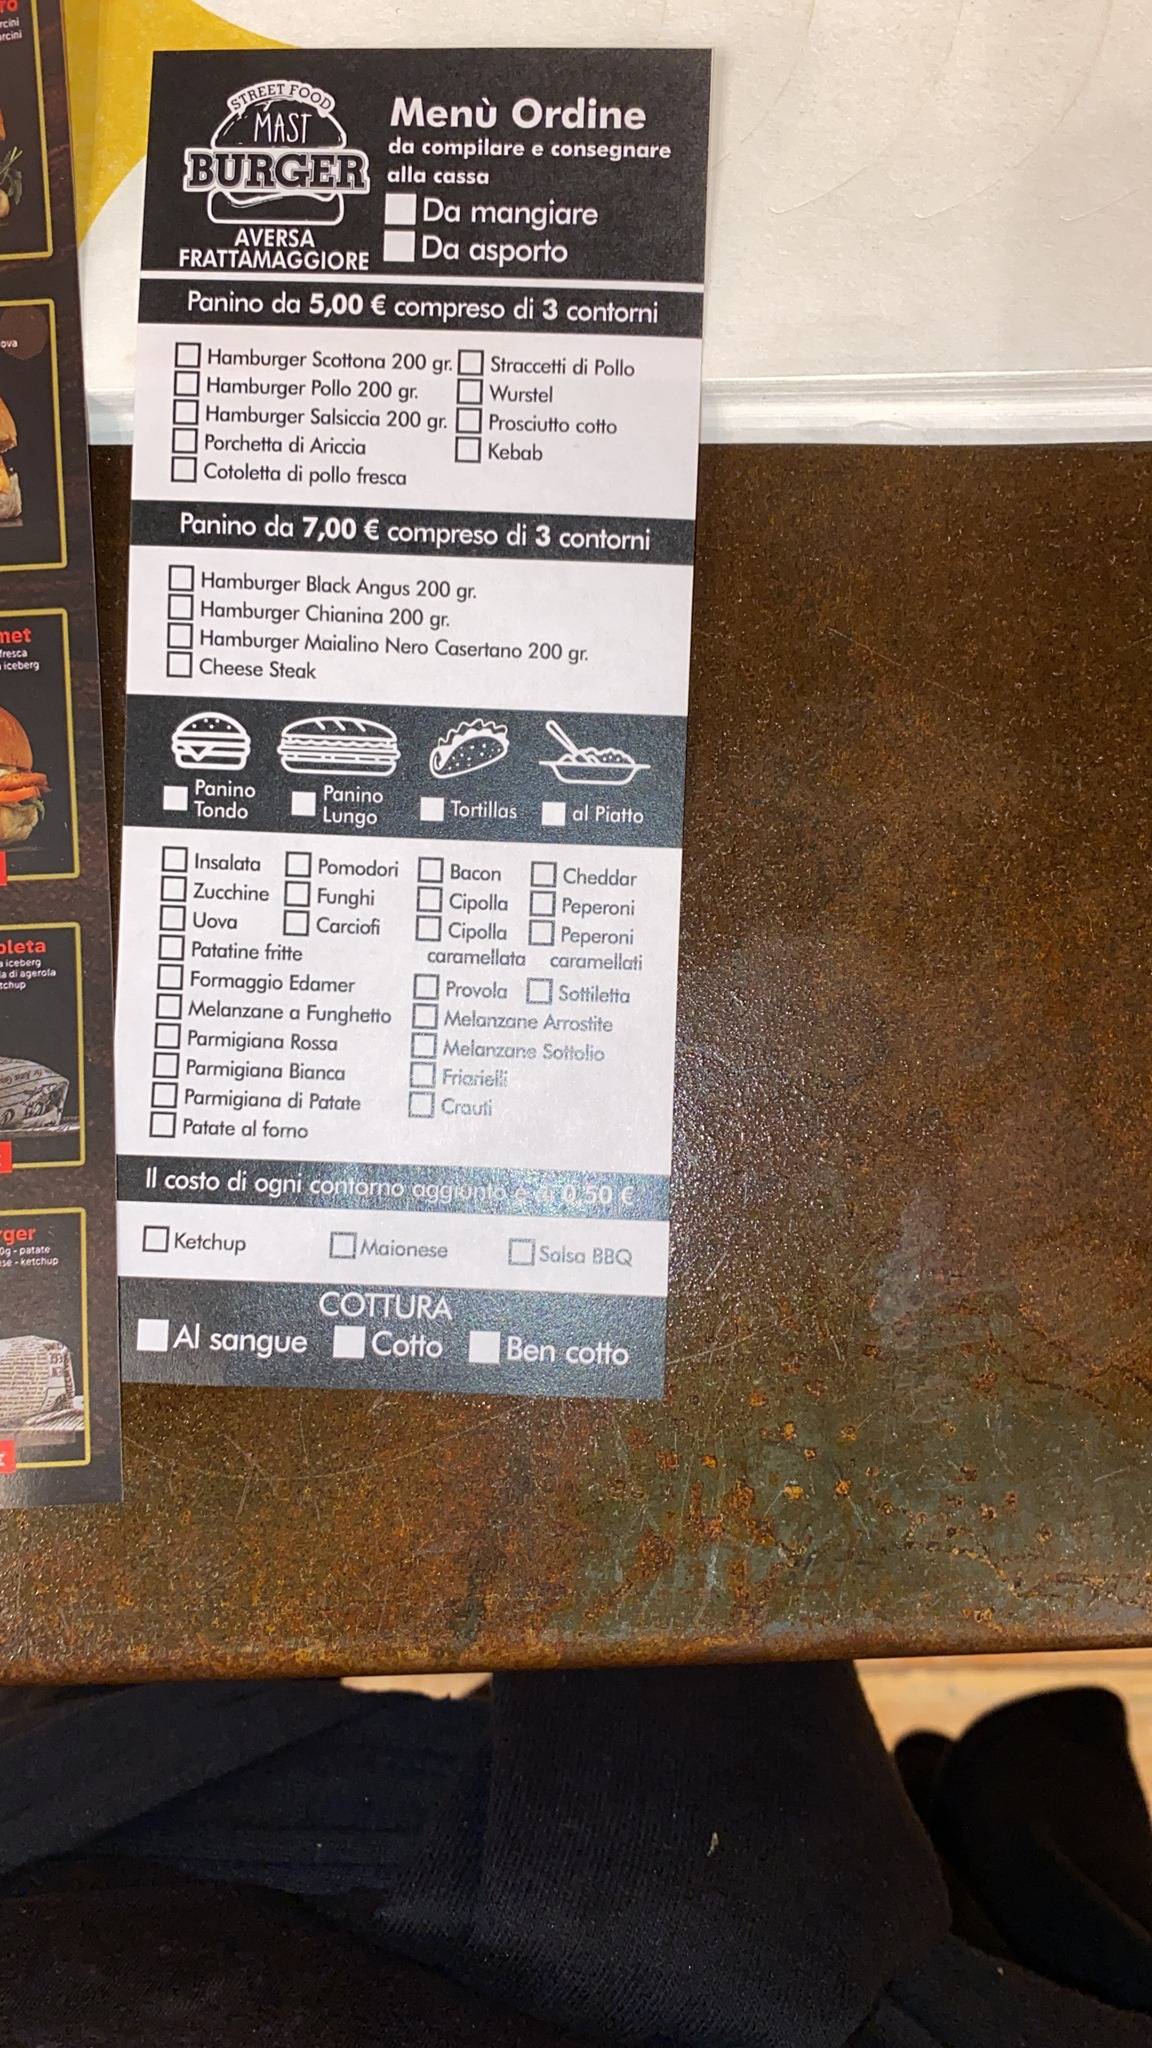 STREET FOOD
MAST
BURGER
AVERSA
FRATTAMAGGIORE
Menù Ordine
da compilare e consegnare
alla cassa
Da mangiare
Da asporto
Panino da 5,00 € compreso di 3 contorni
Hamburger Scottona 200 gr. Straccetti di Pollo
Hamburger Pollo 200 gr. Wurstel
Hamburger Salsiccia 200 gr. Prosciutto cotto
Porchetta di Ariccia Kebab
Cotoletta di pollo fresca
Panino da 7,00 € compreso di 3 contorni
Hamburger Black Angus 200 gr.
Hamburger Chianina 200 gr.
Hamburger Maialino Nero Casertano 200 gr.
Cheese Steak
Panino Tondo
Panino Lungo
Tortillas
al Piatto
Insalata Pomodori Bacon Cheddar
Zucchine Funghi Cipolla Peperoni
Uova Carciofi Cipolla Peperoni
Patatine fritte caramellata caramellati
Formaggio Edamer Provola Sottiletta
Melanzane a Funghetto Melanzane Arrostite
Parmigiana Rossa Melanzane Sottolio
Parmigiana Bianca Friarielli
Parmigiana di Patate Crauti
Patate al forno
Il costo di ogni contorno aggiunto è di 0,50 €
Ketchup Maionese Salsa BBQ
COTTURA
Al sangue Cotto Ben cotto
fresca
iceberg
iceberg
a di agerola
patate
ketchup